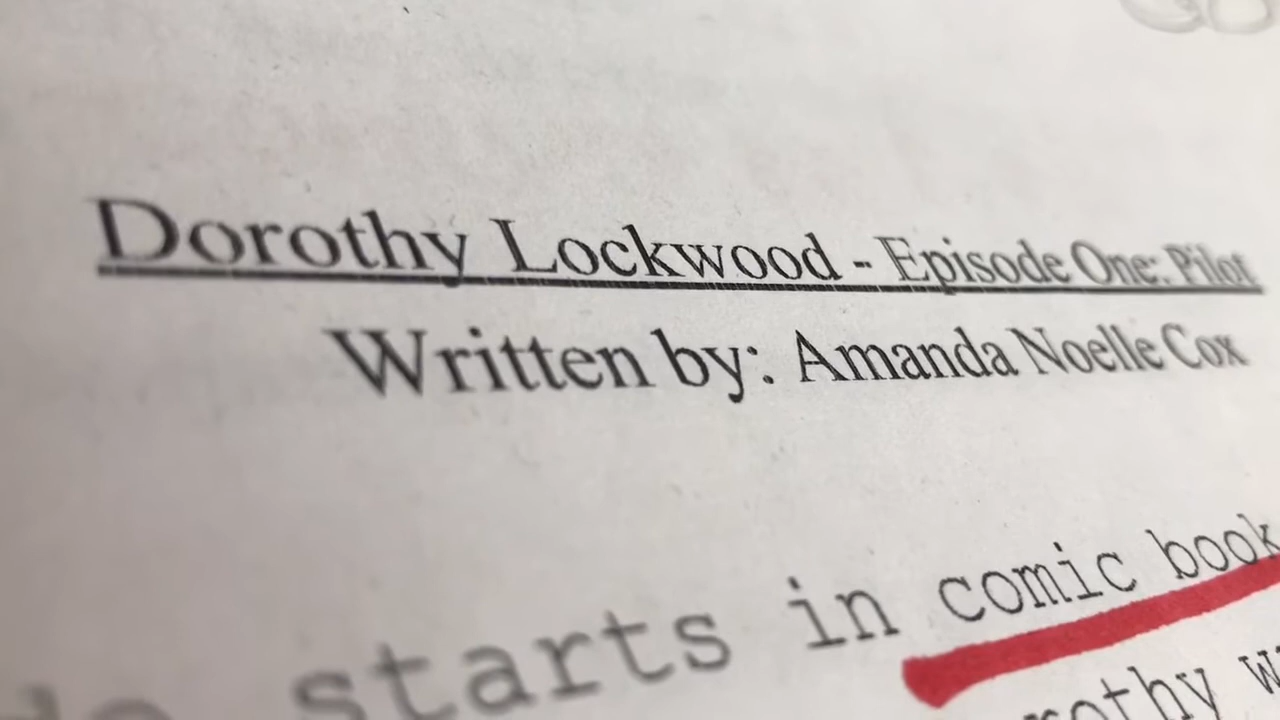 Dorothy Lockwood - Episode One: Pilot
Written by: Amanda Noelle Cox
starts in comic book